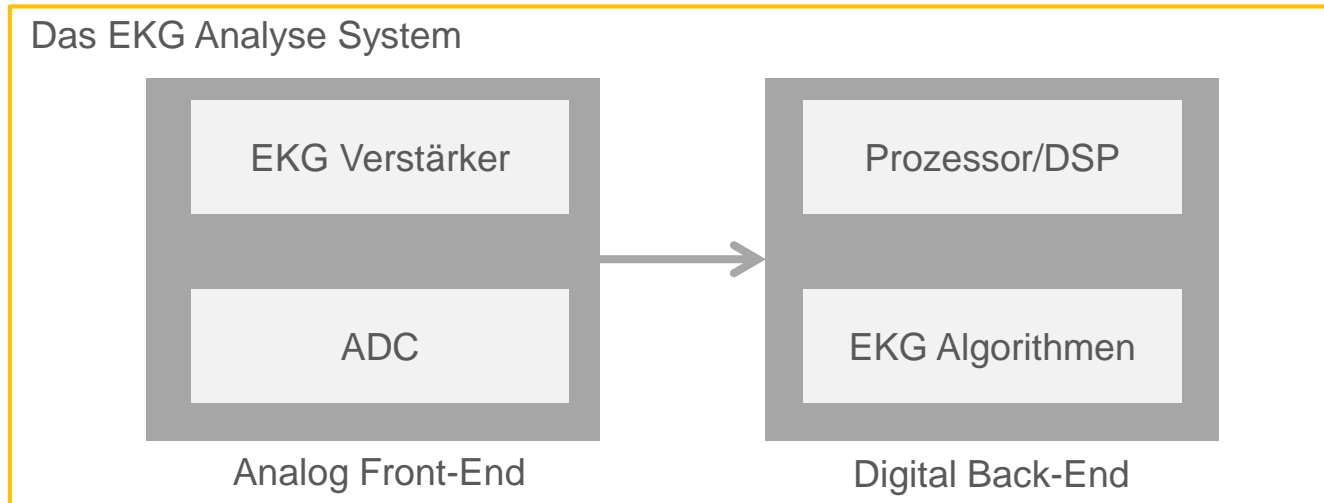 Das EKG Analyse System
EKG Verstärker
ADC
Analog Front-End
Prozessor/DSP
EKG Algorithmen
Digital Back-End